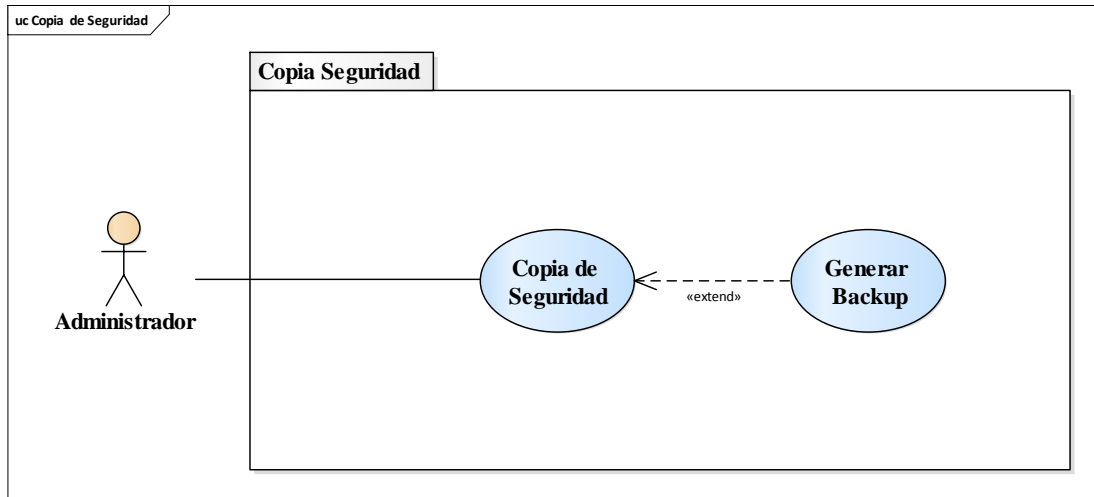 uc Copia de Seguridad
Copia Seguridad
Administrador
Copia de
Seguridad
«extend»
Generar
Backup